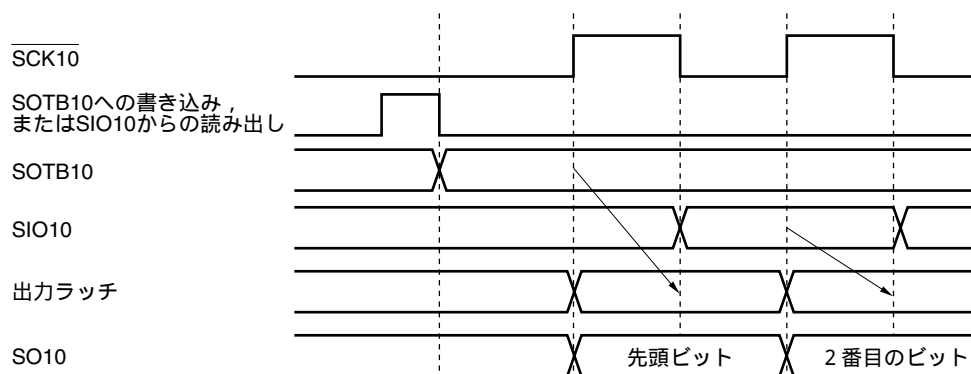 SCK10
SOTB10への書き込み，
またはSIO10からの読み出し
SOTB10
SIO10
出力ラッチ
SO10
先頭ビット
2番目のビット